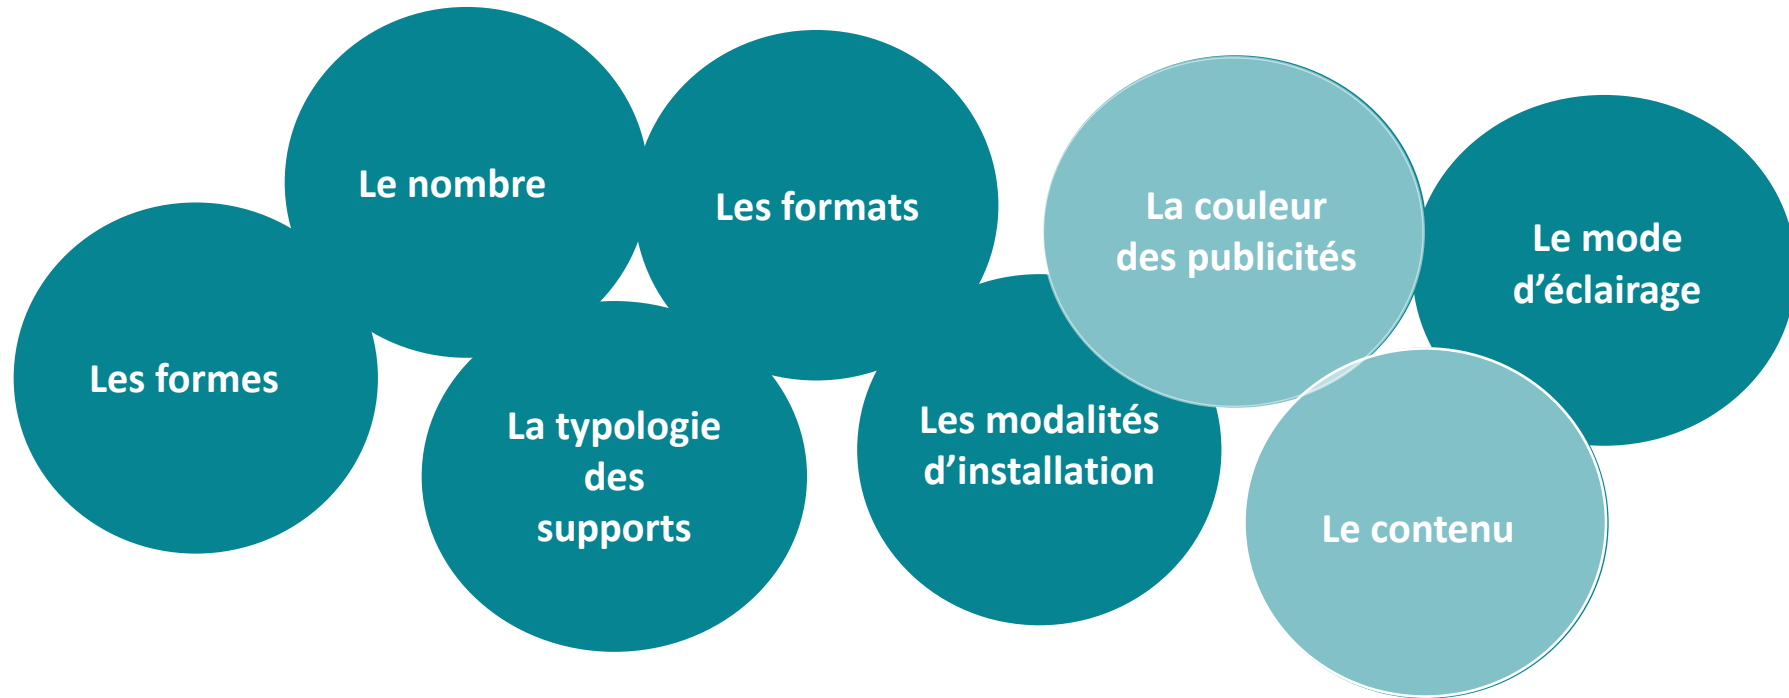 Les formes
Le nombre
La typologie
des
supports
Les formats
Les modalités
d’installation
La couleur
des publicités
Le contenu
Le mode
d’éclairage